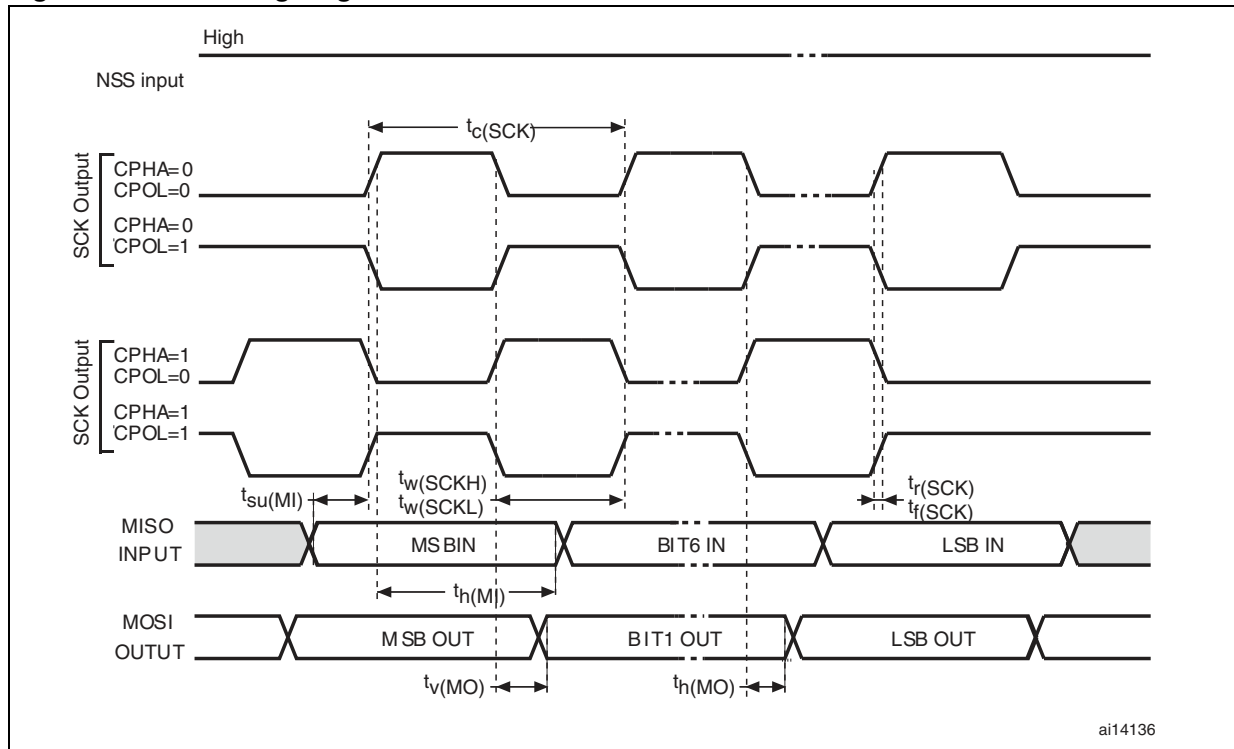 High
NSS input
tc(SCK)
SCK Output
CPHA=0
CPOL=0
CPHA=0
CPOL=1
SCK Output
CPHA=1
CPOL=0
CPHA=1
CPOL=1
tsu(MI)
tw(SCKH)
tw(SCKL)
tr(SCK)
tf(SCK)
MISO
INPUT
MSBIN
BIT6 IN
LSB IN
th(MI)
MOSI
OUTUT
MSB OUT
BIT1 OUT
LSB OUT
tv(MO)
th(MO)
ai14136